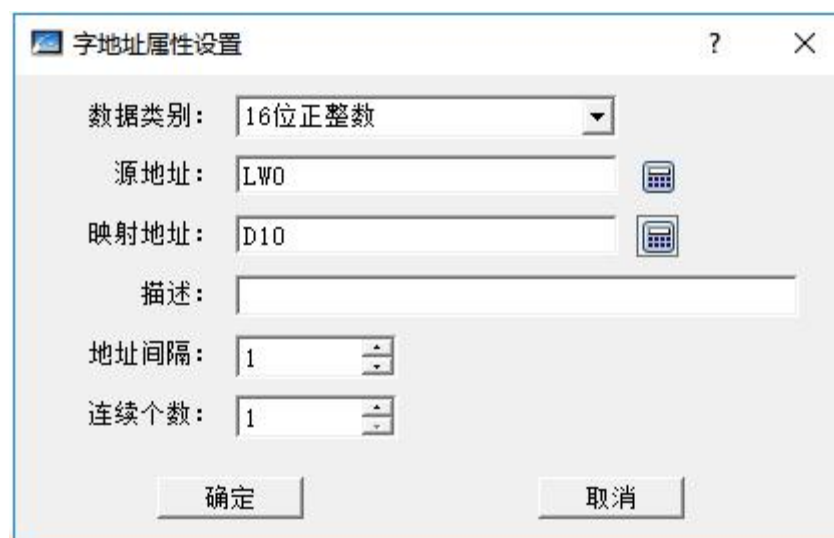 字地址属性设置 ?
数据类别: 16位正整数
源地址: LW0
映射地址: D10
描述:
地址间隔: 1
连续个数: 1
确定 取消